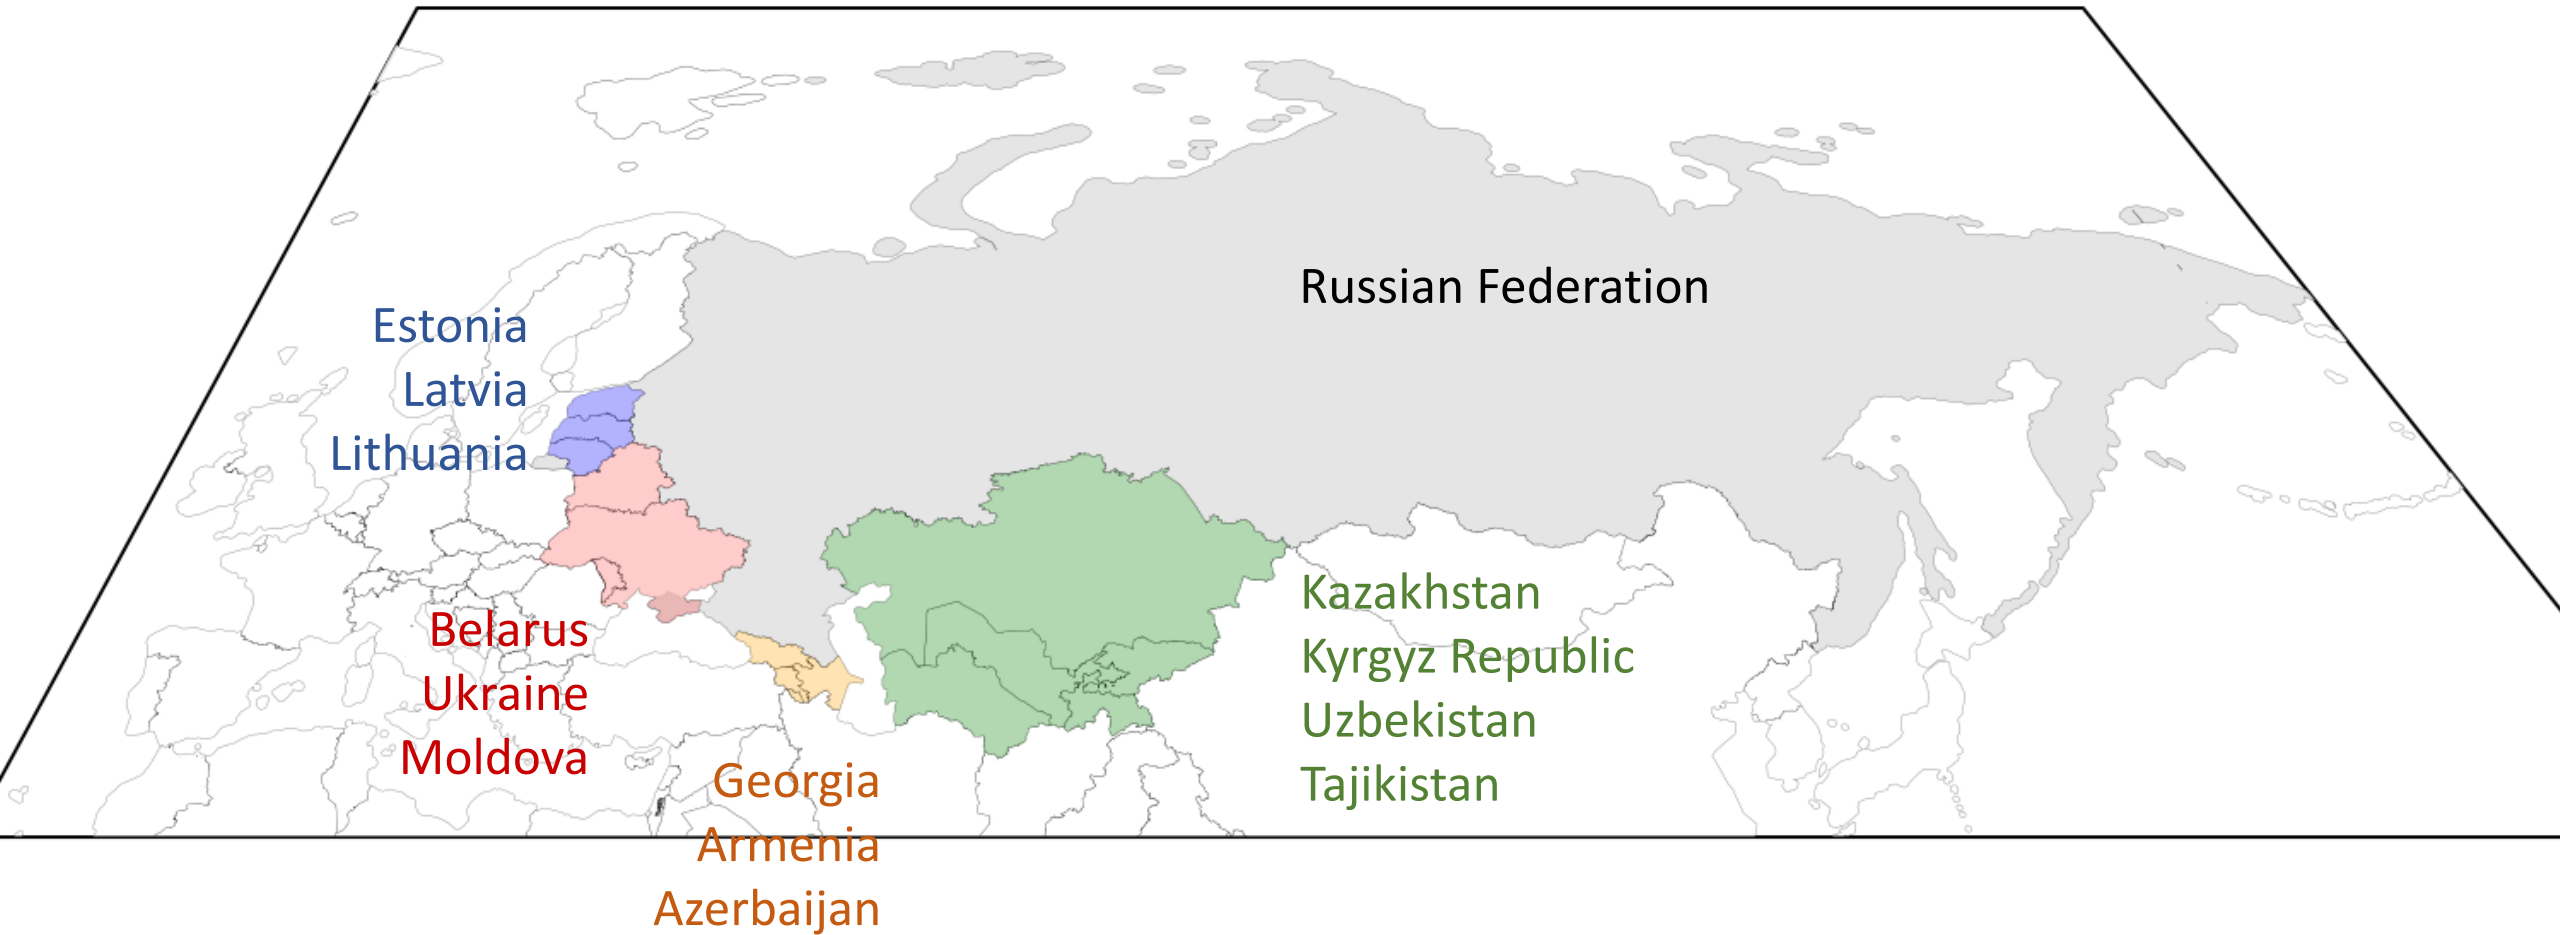 Russian Federation
Estonia
Latvia
Lithuania
Belarus
Ukraine
Moldova
Georgia
Armenia
Azerbaijan
Kazakhstan
Kyrgyz Republic
Uzbekistan
Tajikistan